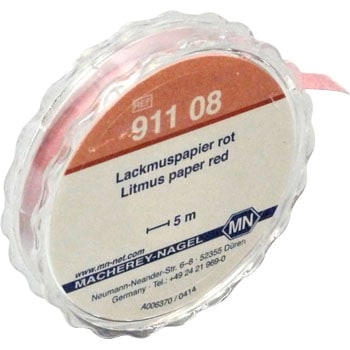 REF
911 08
Lackmuspapier rot
Litmus paper red
5 m
MN
www.mn-net.com
MACHEREY-NAGEL
Neumann-Neander-Str. 6–8 · 52355 Düren
Germany · Tel.: +49 24 21 969-0
A006370 / 0414